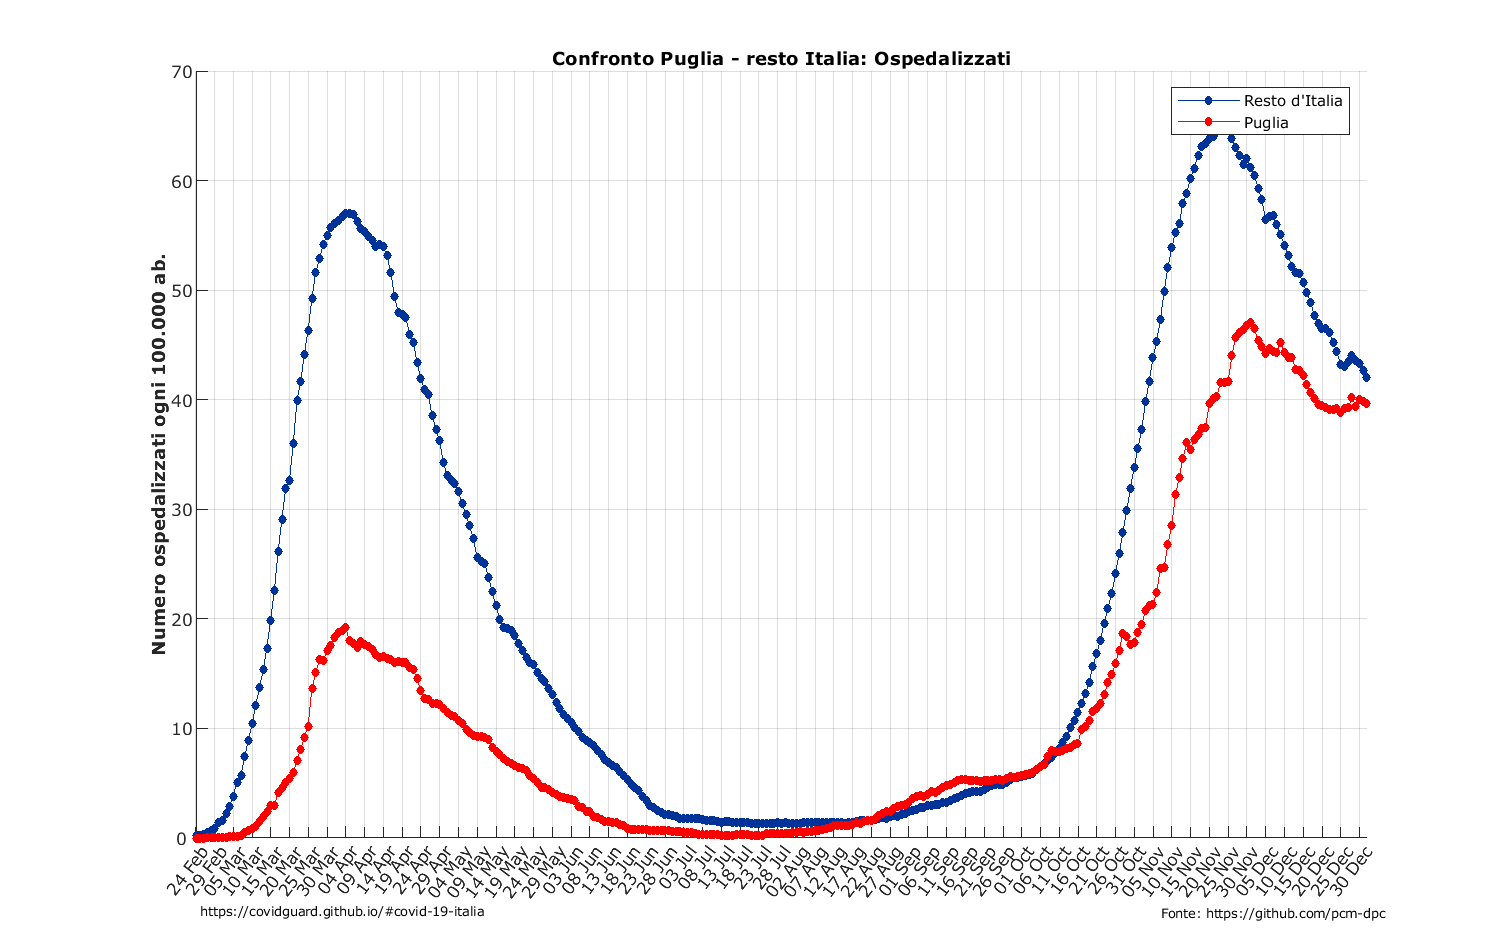 Confronto Puglia - resto Italia: Ospedalizzati
Resto d'Italia
Puglia
Numero ospedalizzati ogni 100.000 ab.
70
60
50
40
30
20
10
0
24 Feb
29 Feb
05 Mar
10 Mar
15 Mar
20 Mar
25 Mar
30 Mar
04 Apr
09 Apr
14 Apr
19 Apr
24 Apr
29 Apr
04 May
09 May
14 May
19 May
24 May
29 May
03 Jun
08 Jun
13 Jun
18 Jun
23 Jun
28 Jun
03 Jul
08 Jul
13 Jul
18 Jul
23 Jul
28 Jul
02 Aug
07 Aug
12 Aug
17 Aug
22 Aug
27 Aug
01 Sep
06 Sep
11 Sep
16 Sep
21 Sep
26 Sep
01 Oct
06 Oct
11 Oct
16 Oct
21 Oct
26 Oct
31 Oct
05 Nov
10 Nov
15 Nov
20 Nov
25 Nov
30 Nov
05 Dec
10 Dec
15 Dec
20 Dec
25 Dec
30 Dec
https://covidguard.github.io/#covid-19-italia
Fonte: https://github.com/pcm-dpc